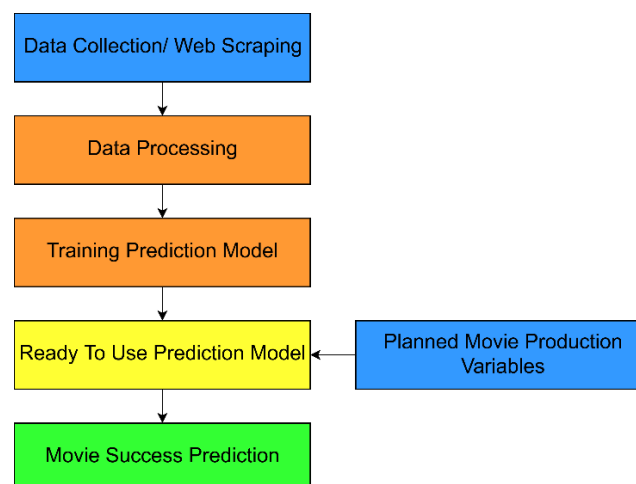 Data Collection/ Web Scraping
Data Processing
Training Prediction Model
Ready To Use Prediction Model
Planned Movie Production
Variables
Movie Success Prediction